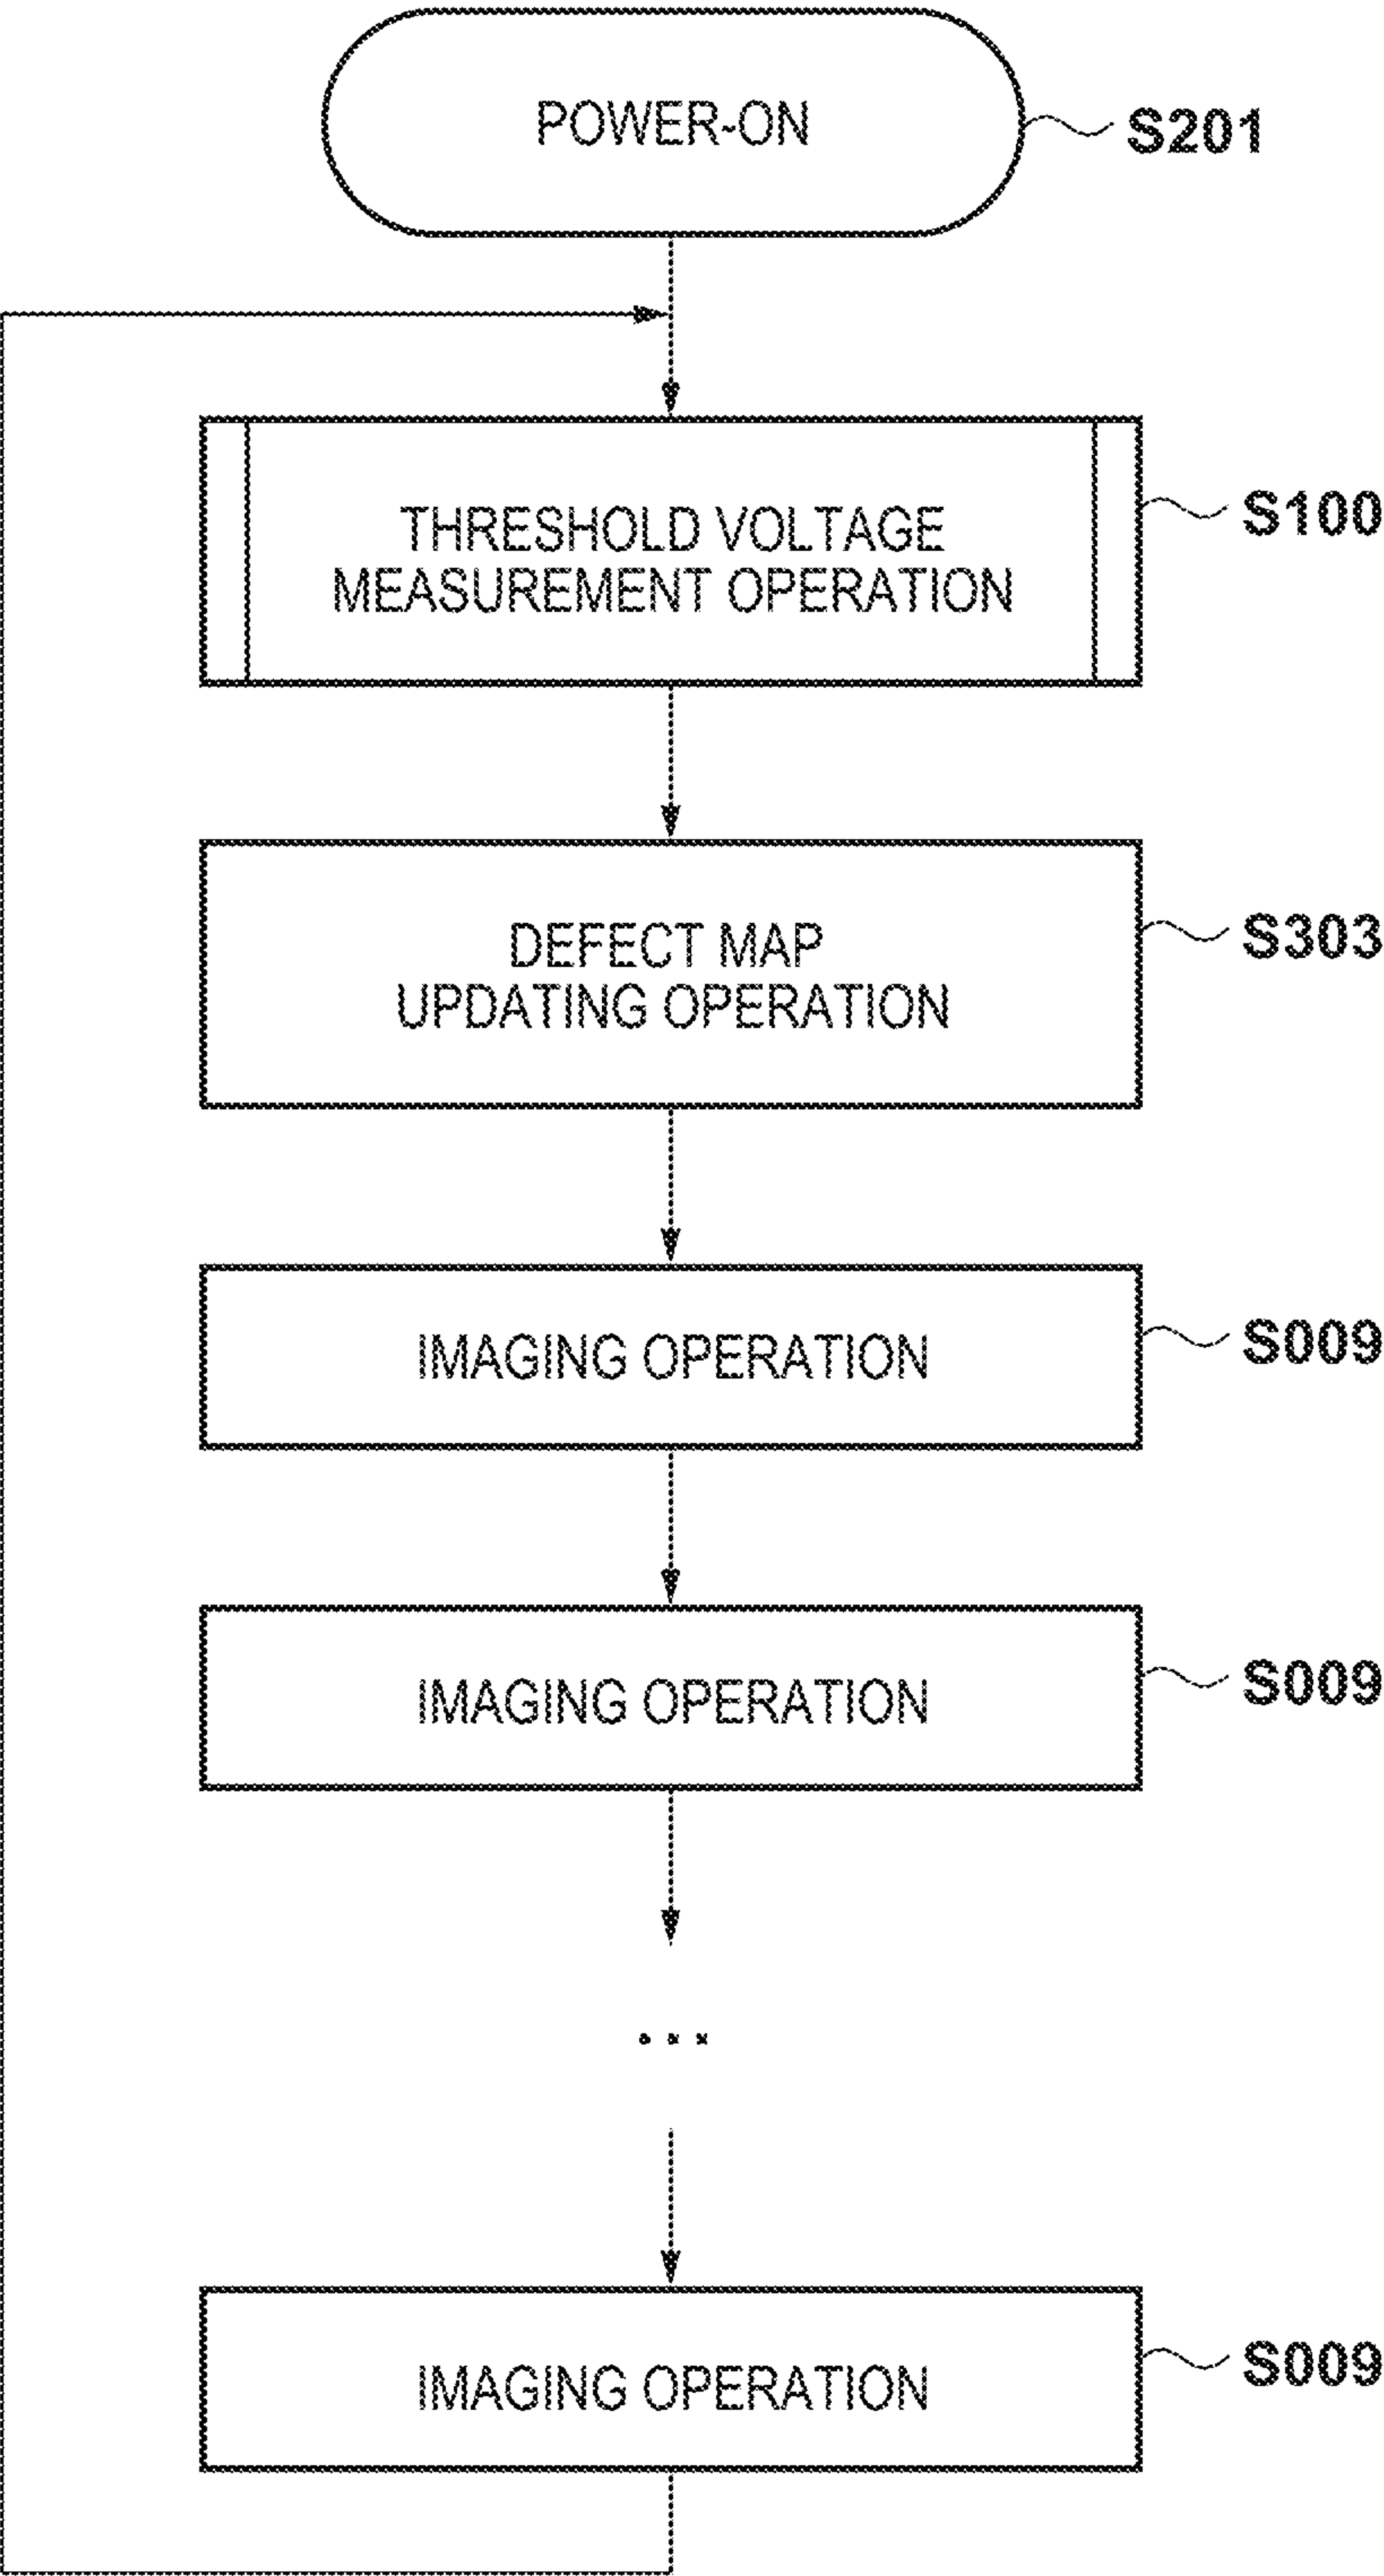 POWER-ON
S201
THRESHOLD VOLTAGE
MEASUREMENT OPERATION
S100
DEFECT MAP
UPDATING OPERATION
S303
IMAGING OPERATION
S009
IMAGING OPERATION
S009
...
IMAGING OPERATION
S009